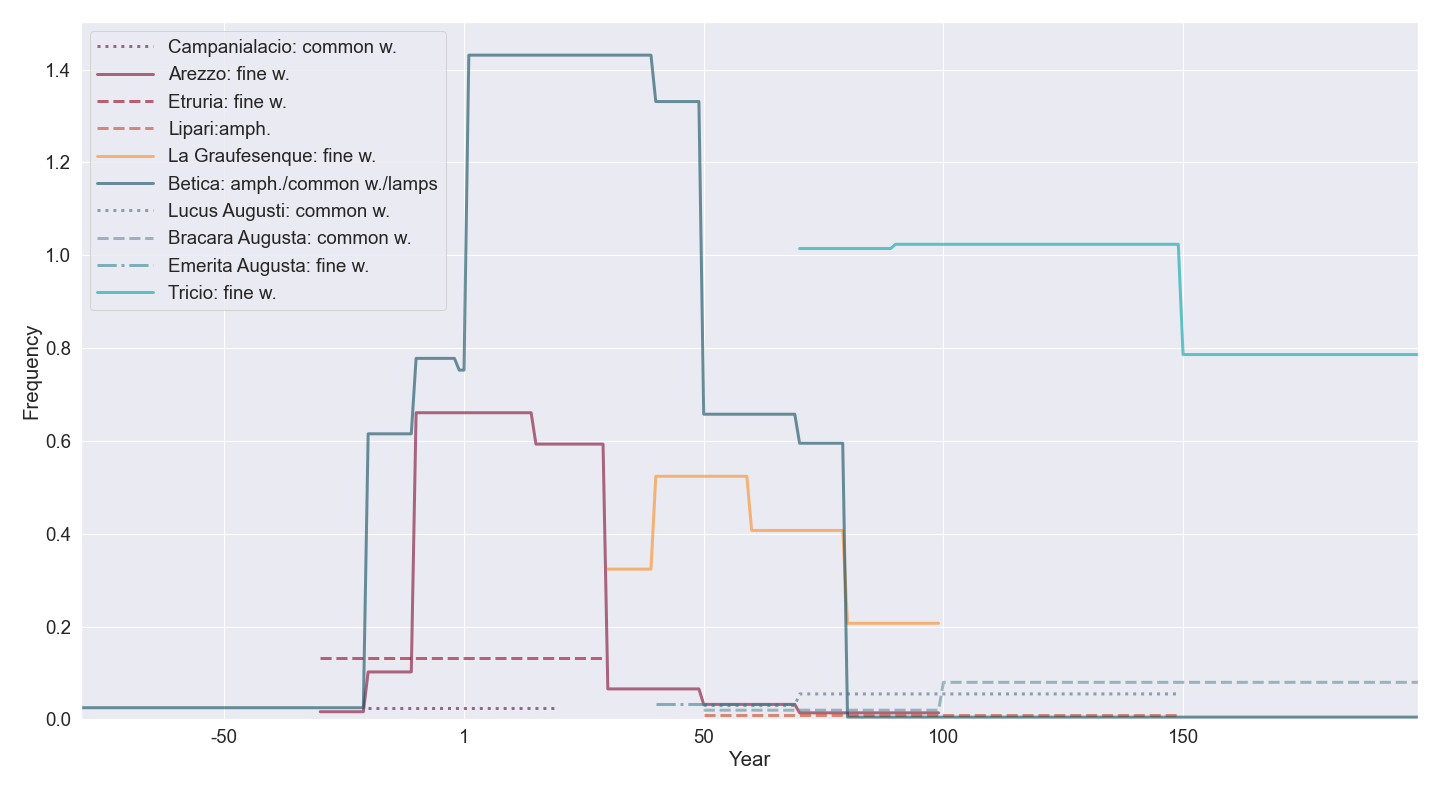 Campanialacio: common w.
Arezzo: fine w.
Etruria: fine w.
Lipari:amph.
La Graufesenque: fine w.
Betica: amph./common w./lamps
Lucus Augusti: common w.
Bracara Augusta: common w.
Emerita Augusta: fine w.
Tricio: fine w.
Frequency
1.4
1.2
1.0
0.8
0.6
0.4
0.2
0.0
-50 1 50 100 150
Year